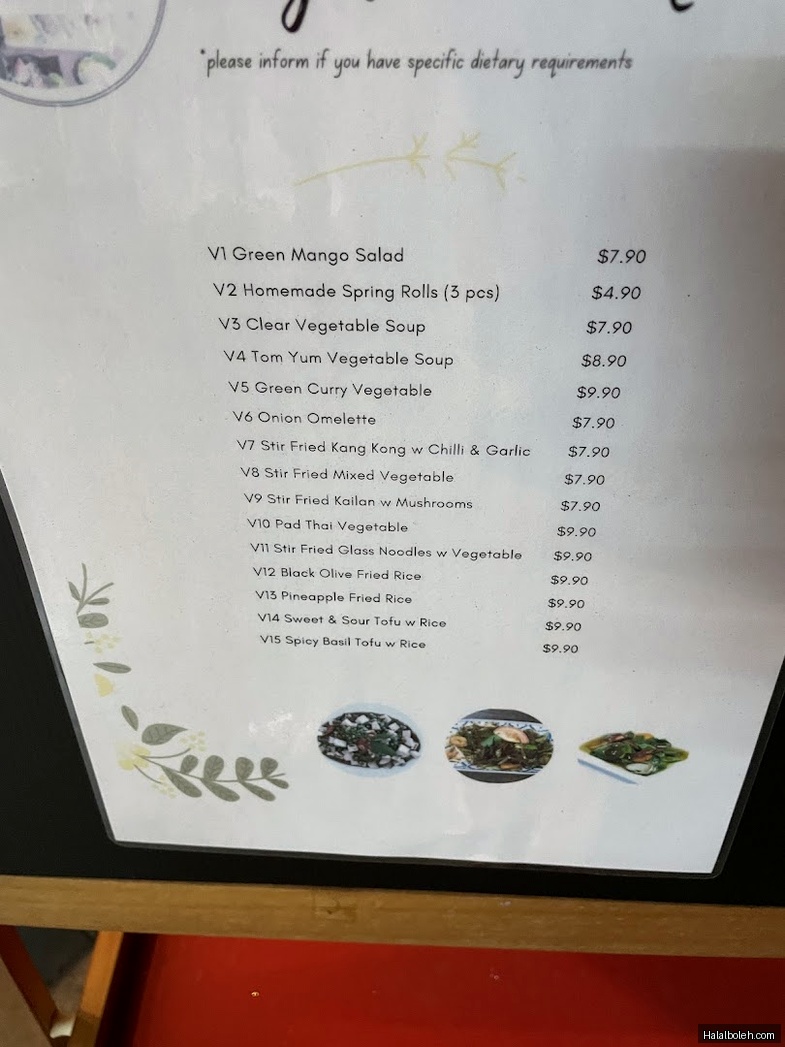 *please inform if you have specific dietary requirements
V1 Green Mango Salad $7.90
V2 Homemade Spring Rolls (3 pcs) $4.90
V3 Clear Vegetable Soup $7.90
V4 Tom Yum Vegetable Soup $8.90
V5 Green Curry Vegetable $9.90
V6 Onion Omelette $7.90
V7 Stir Fried Kang Kong w Chilli & Garlic $7.90
V8 Stir Fried Mixed Vegetable $7.90
V9 Stir Fried Kailan w Mushrooms $7.90
V10 Pad Thai Vegetable $9.90
V11 Stir Fried Glass Noodles w Vegetable $9.90
V12 Black Olive Fried Rice $9.90
V13 Pineapple Fried Rice $9.90
V14 Sweet & Sour Tofu w Rice $9.90
V15 Spicy Basil Tofu w Rice $9.90
Halalboleh.com